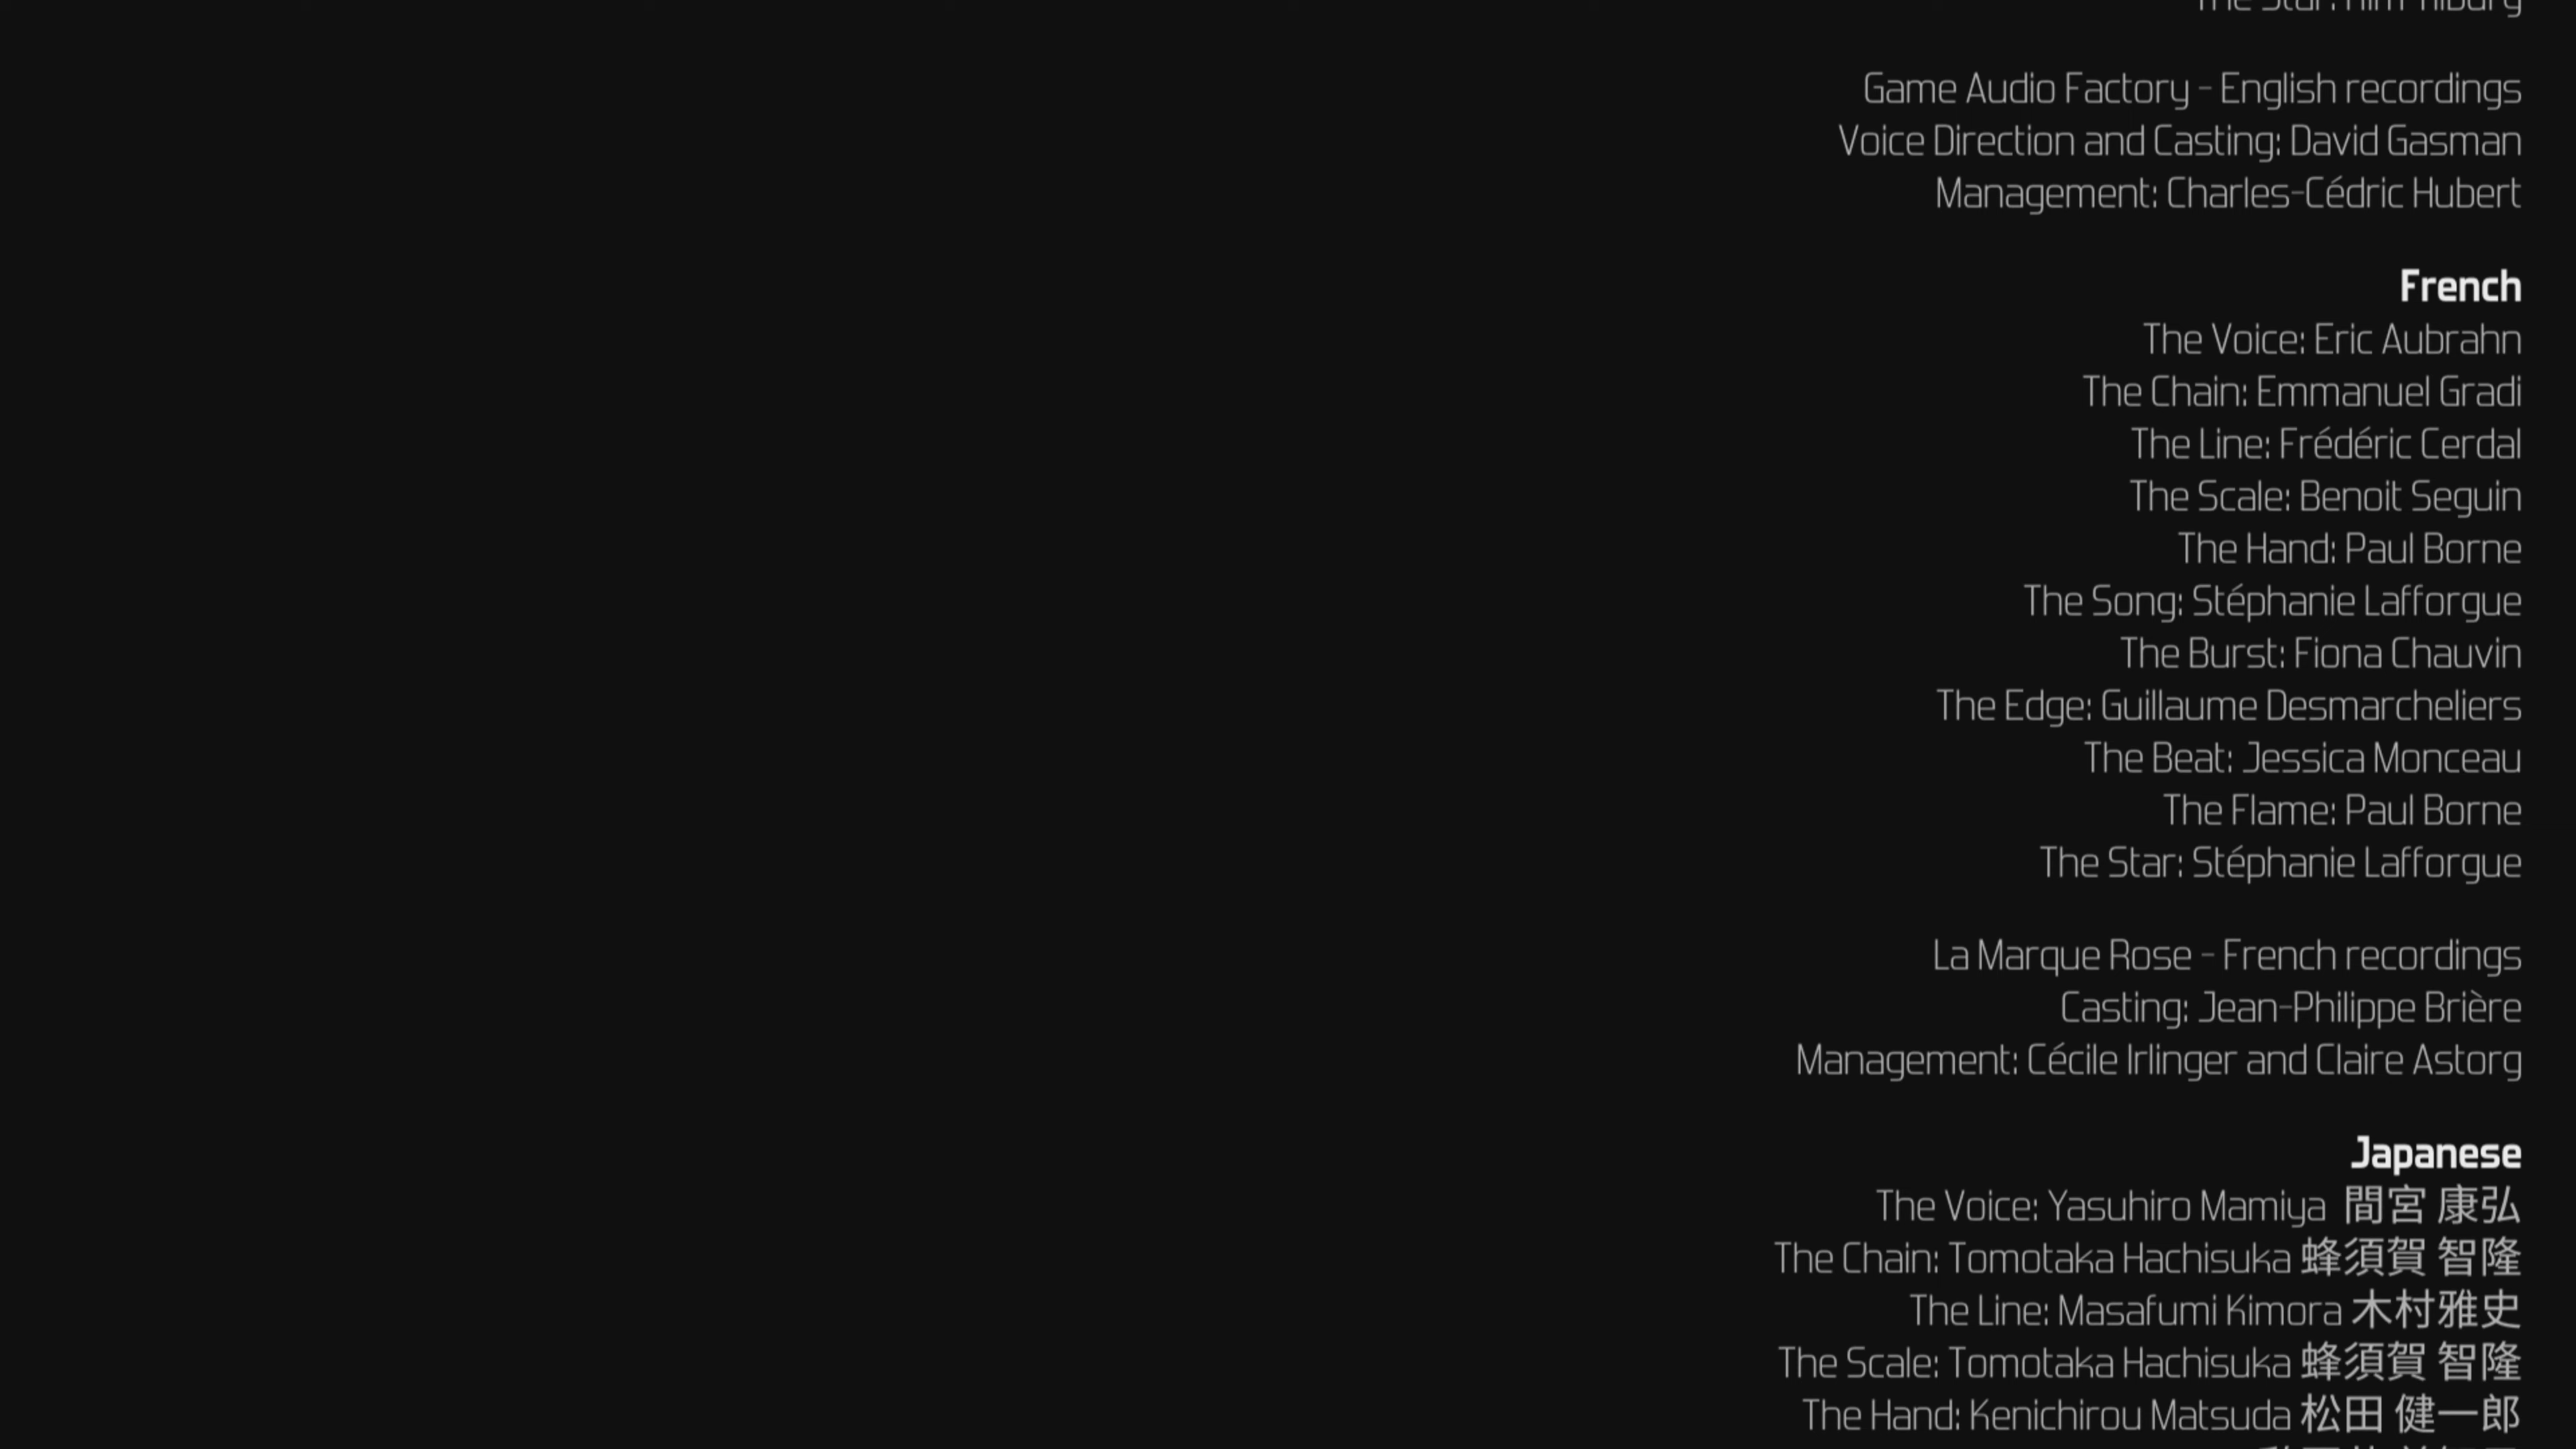 Game Audio Factory - English recordings
Voice Direction and Casting: David Gasman
Management: Charles-Cédric Hubert
French
The Voice: Eric Aubrahn
The Chain: Emmanuel Gradi
The Line: Frédéric Cerdal
The Scale: Benoit Seguin
The Hand: Paul Borne
The Song: Stéphanie Lafforgue
The Burst: Fiona Chauvin
The Edge: Guillaume Desmarcheliers
The Beat: Jessica Monceau
The Flame: Paul Borne
The Star: Stéphanie Lafforgue
La Marque Rose - French recordings
Casting: Jean-Philippe Brière
Management: Cécile Irlinger and Claire Astorg
Japanese
The Voice: Yasuhiro Mamiya 間宮 康弘
The Chain: Tomotaka Hachisuka 蜂須賀 智隆
The Line: Masafumi Kimora 木村雅史
The Scale: Tomotaka Hachisuka 蜂須賀 智隆
The Hand: Kenichirou Matsuda 松田 健一郎